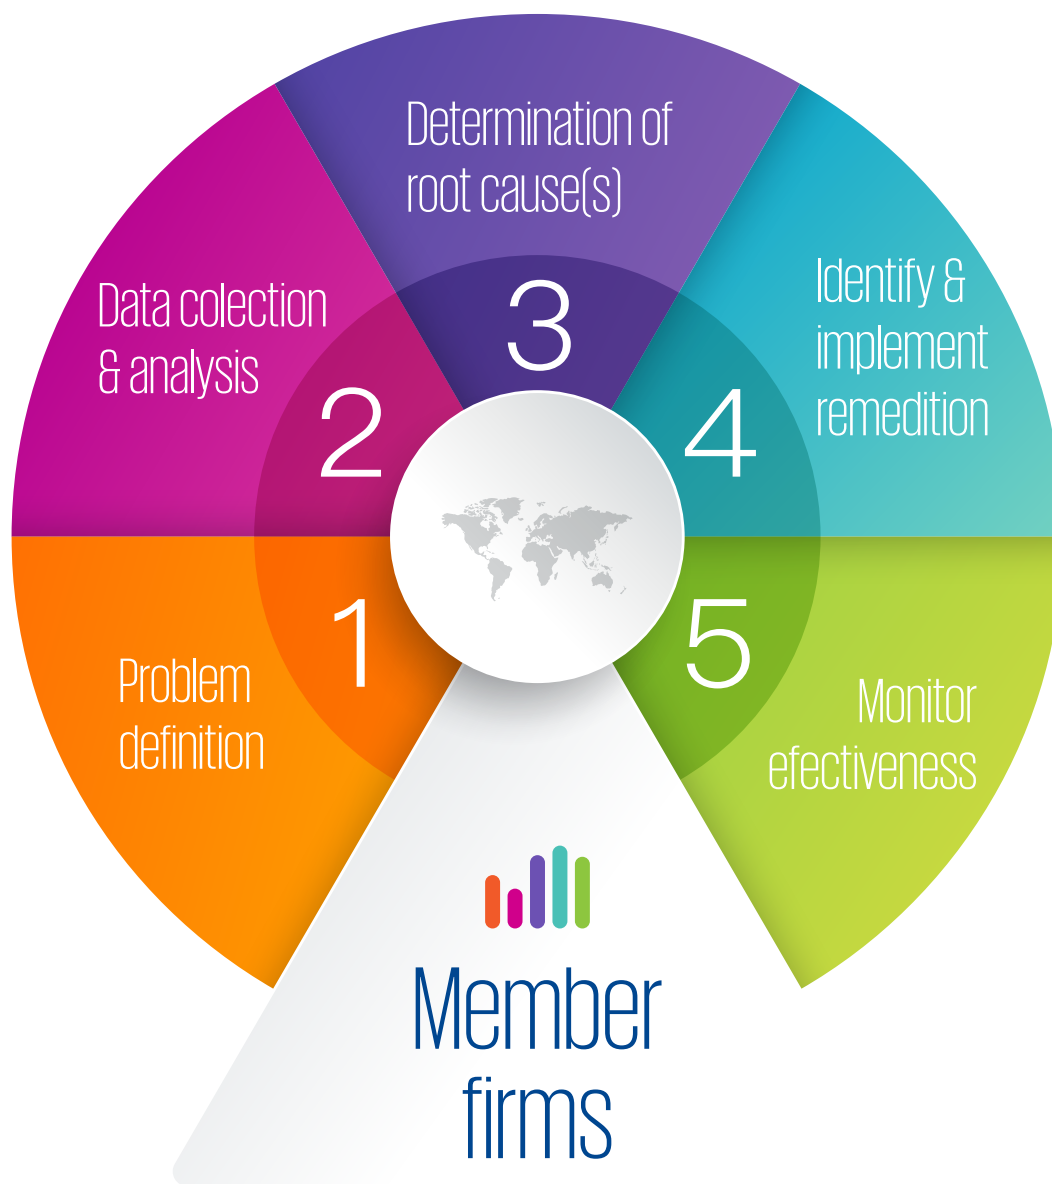 1
Problem
definition
2
Data colection
& analysis
3
Determination of
root cause(s)
4
Identify &
implement
remedition
5
Monitor
efectiveness
Member
firms